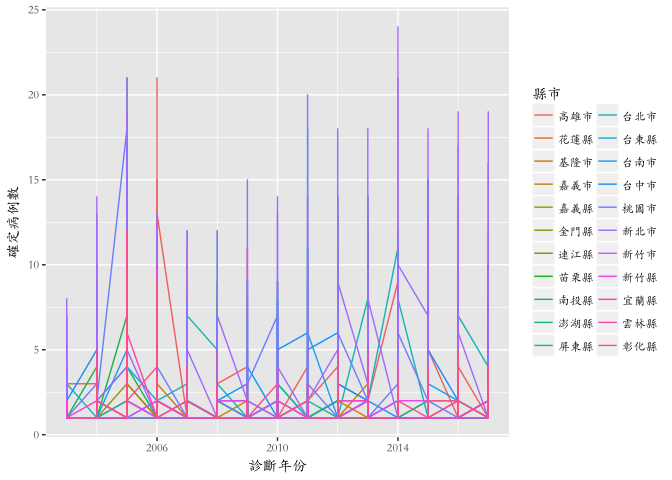 25
20
15
10
5
0
確定病例數
2006
2010
2014
診斷年份
縣市
高雄市 台北市
花蓮縣 台東縣
基隆市 台南市
嘉義市 台中市
嘉義縣 桃園市
金門縣 新北市
連江縣 新竹市
苗栗縣 新竹縣
南投縣 宜蘭縣
澎湖縣 雲林縣
屏東縣 彰化縣